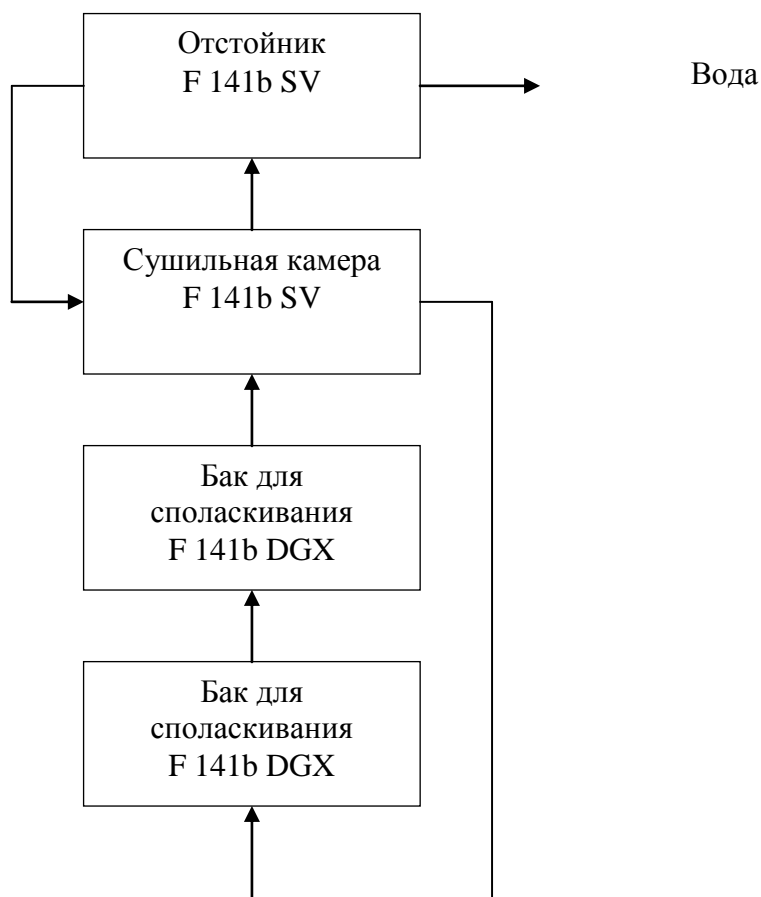 Отстойник
F 141b SV
Вода
Сушильная камера
F 141b SV
Бак для
споласкивания
F 141b DGX
Бак для
споласкивания
F 141b DGX